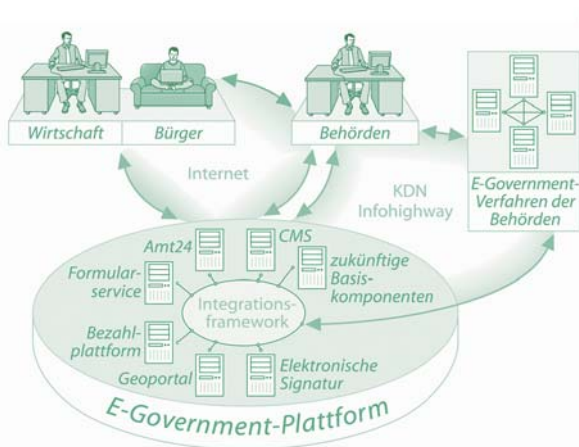 Wirtschaft
Bürger
Behörden
Internet
KDN
Infohighway
E-Government-
Verfahren der
Behörden
Amt24
CMS
Formular-
service
zukünftige
Basis-
komponenten
Integrations-
framework
Bezahl-
plattform
Geoportal
Elektronische
Signatur
E-Government-Plattform